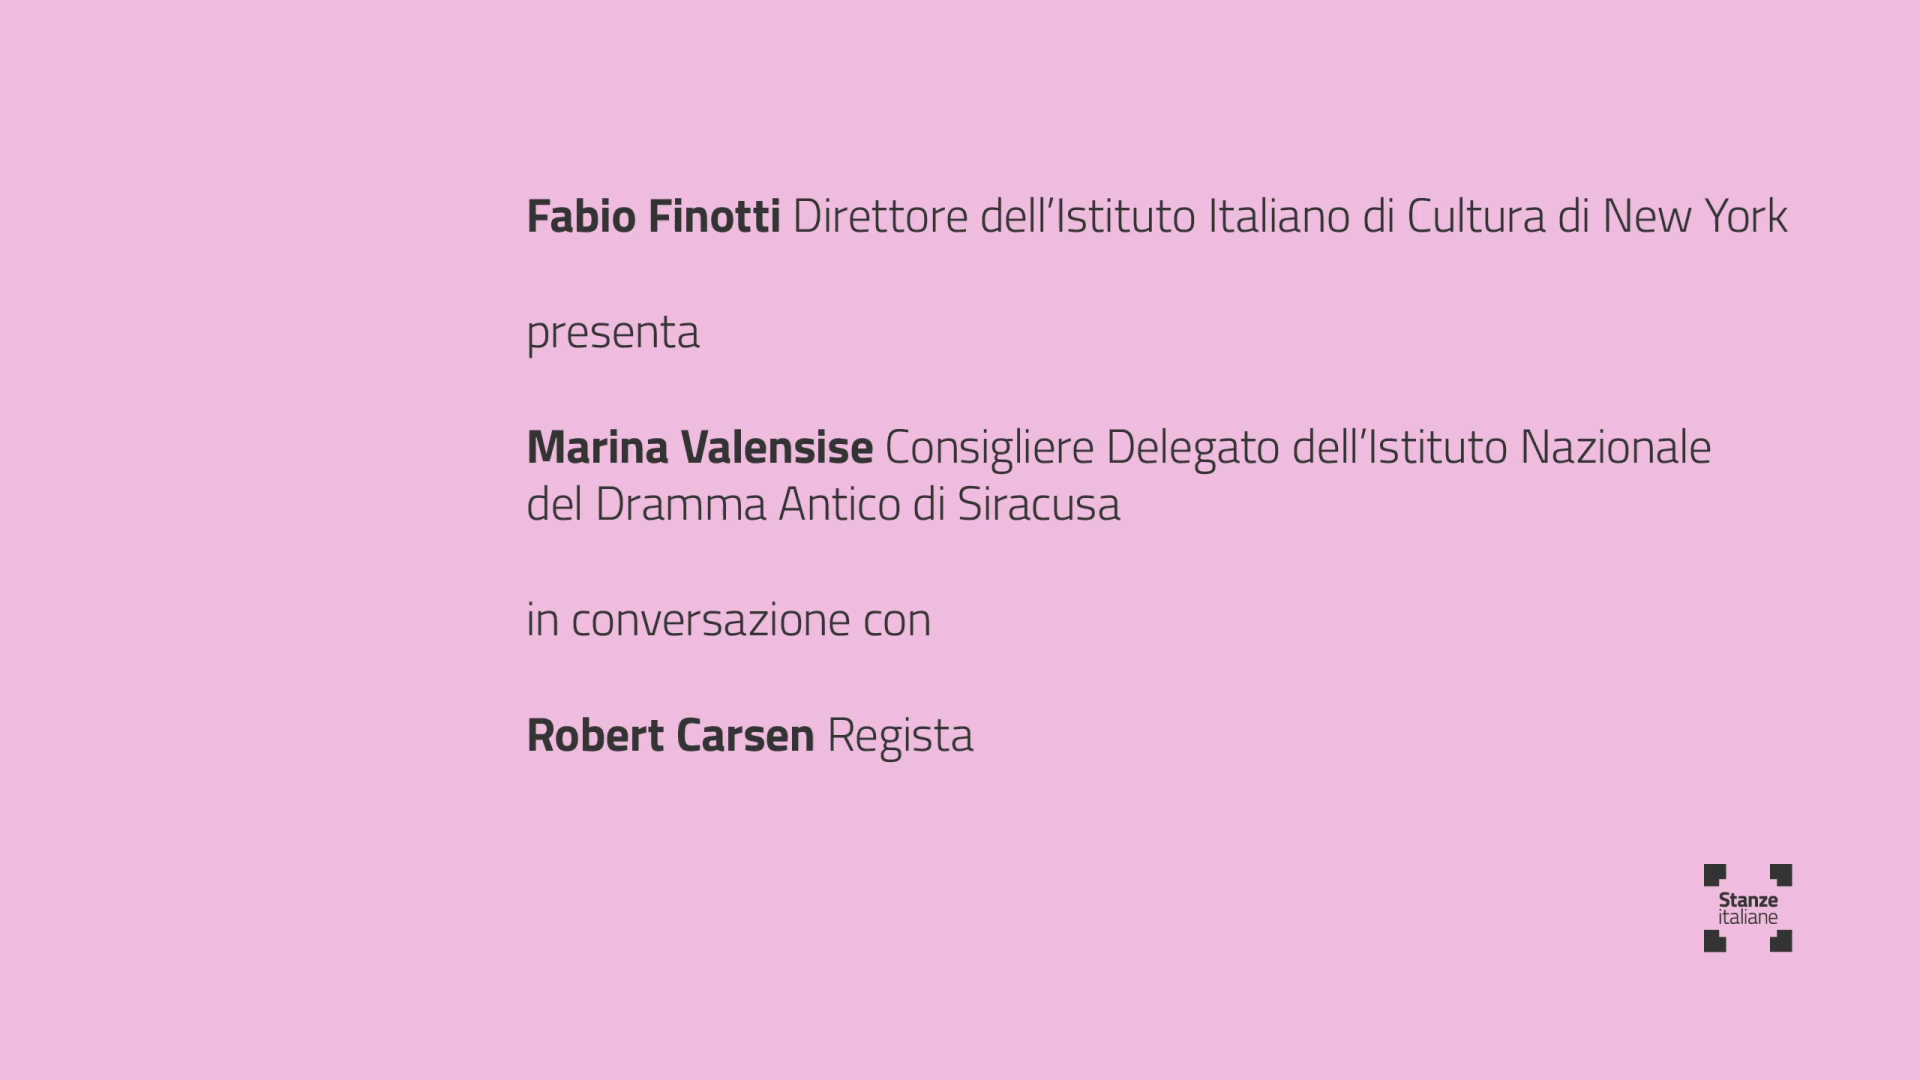 Fabio Finotti Direttore dell’Istituto Italiano di Cultura di New York
presenta
Marina Valensise Consigliere Delegato dell’Istituto Nazionale
del Dramma Antico di Siracusa
in conversazione con
Robert Carsen Regista
Stanze
italiane